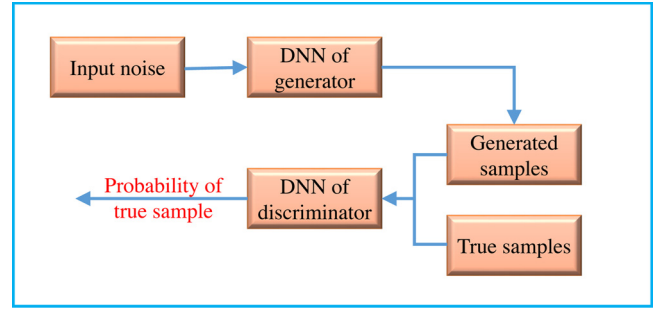 Input noise
DNN of
generator
Generated
samples
True samples
DNN of
discriminator
Probability of
true sample